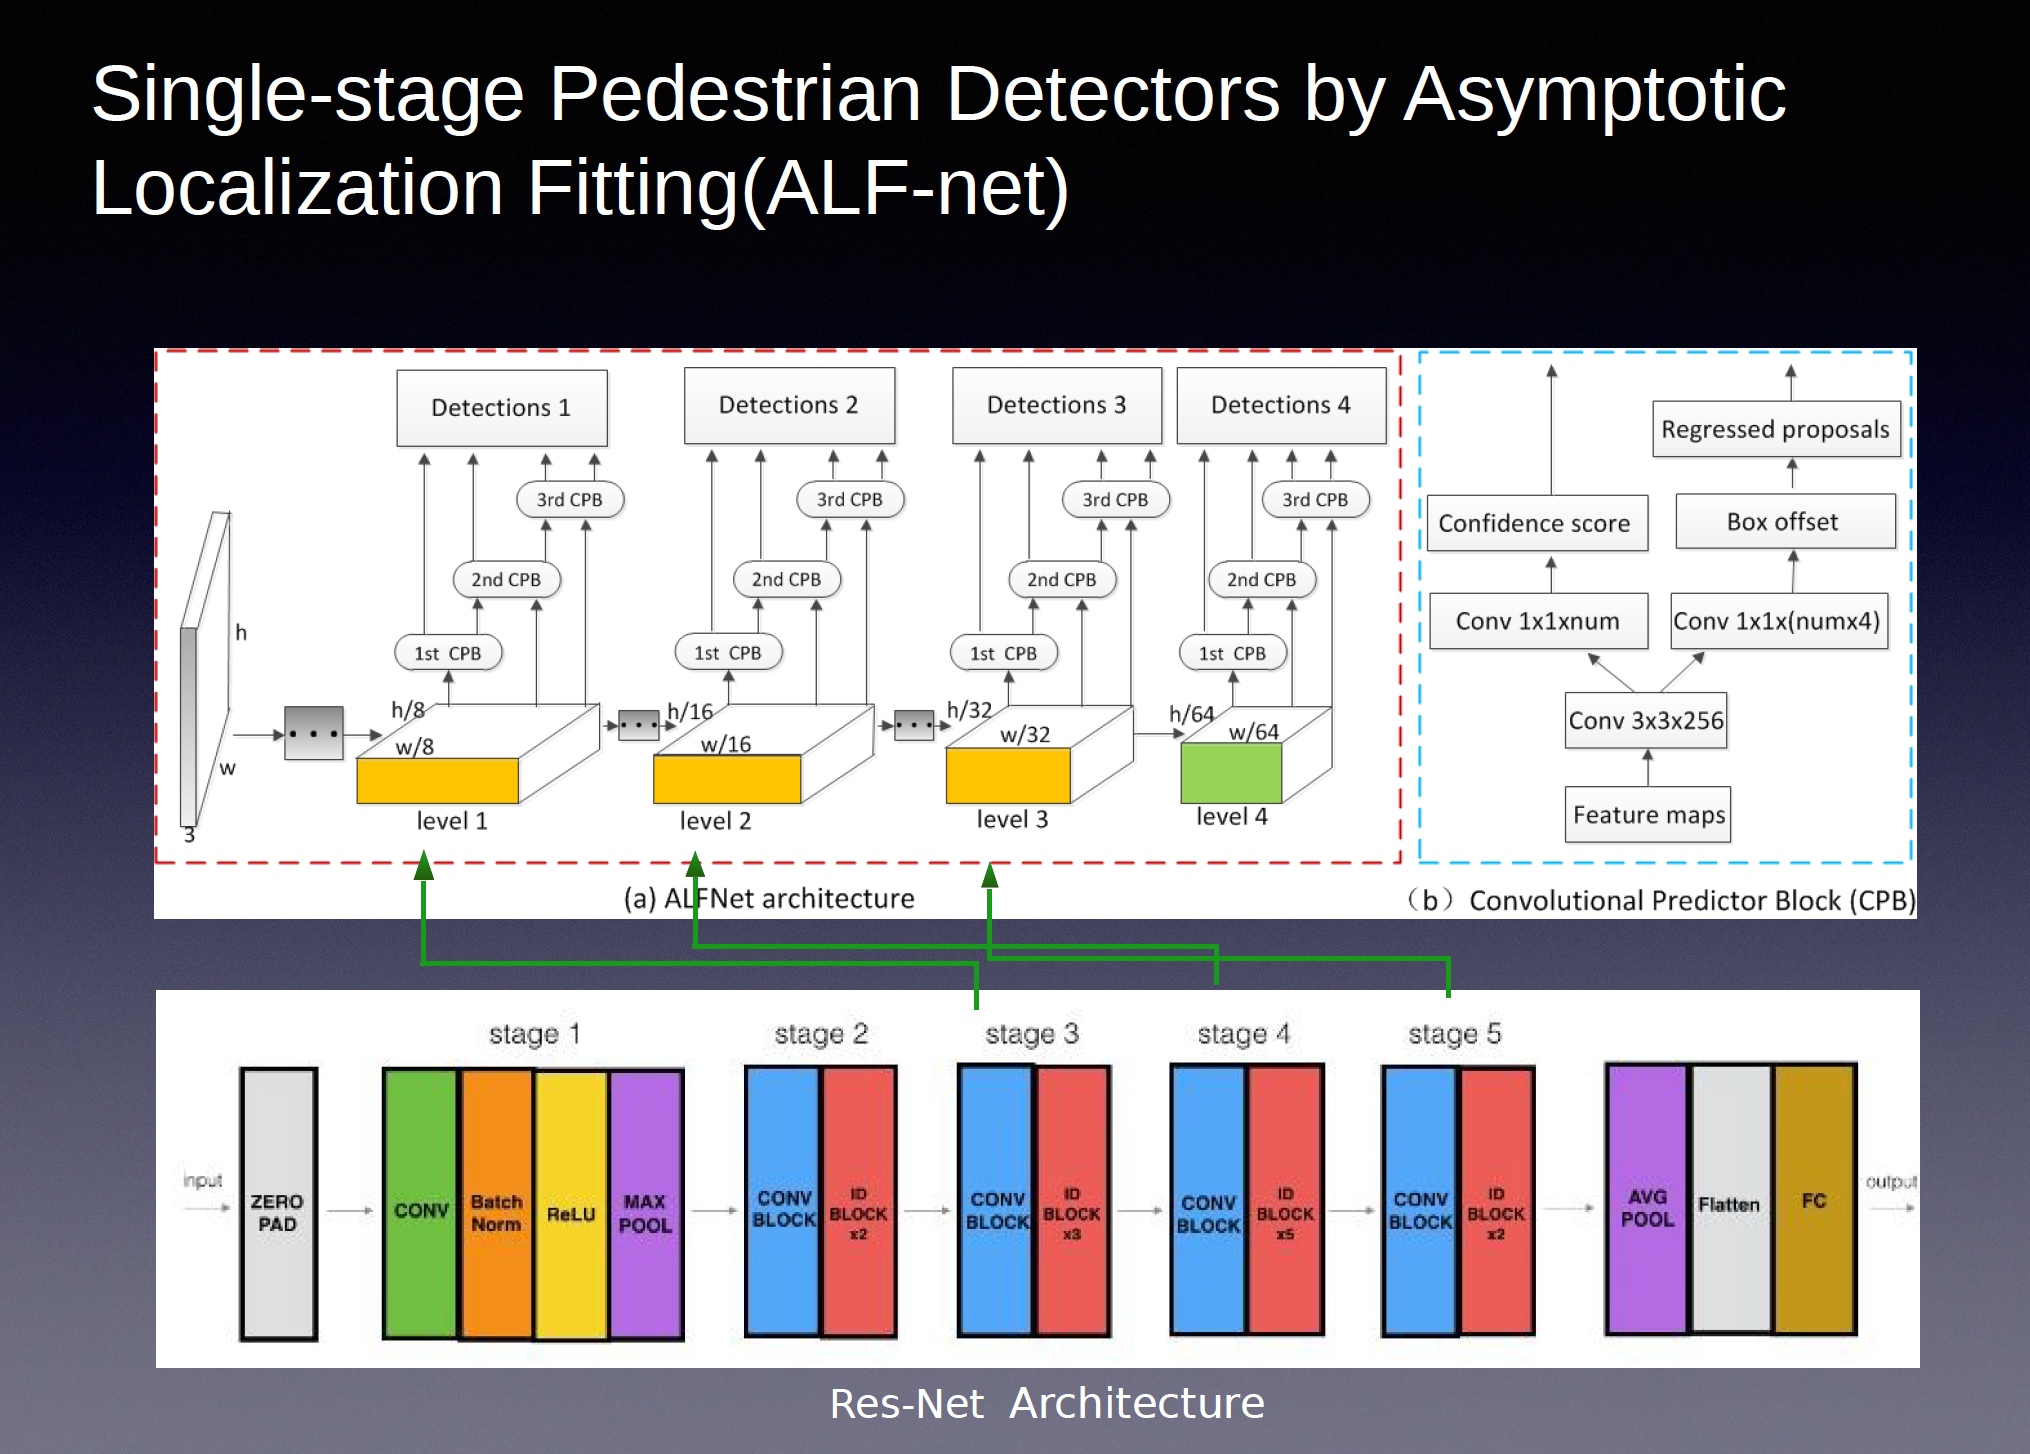 Single-stage Pedestrian Detectors by Asymptotic
Localization Fitting(ALF-net)
Detections 1
Detections 2
Detections 3
Detections 4
3rd CPB
3rd CPB
3rd CPB
3rd CPB
2nd CPB
2nd CPB
2nd CPB
2nd CPB
1st CPB
1st CPB
1st CPB
1st CPB
h
w
3
...
h/8
w/8
level 1
...
h/16
w/16
level 2
...
h/32
w/32
level 3
h/64
w/64
level 4
(a) ALFNet architecture
Regressed proposals
Confidence score
Box offset
Conv 1x1xnum
Conv 1x1x(numx4)
Conv 3x3x256
Feature maps
(b) Convolutional Predictor Block (CPB)
stage 1
stage 2
stage 3
stage 4
stage 5
input
ZERO
PAD
CONV
Batch
Norm
ReLU
MAX
POOL
CONV
BLOCK
ID
BLOCK
x2
CONV
BLOCK
ID
BLOCK
x3
CONV
BLOCK
ID
BLOCK
x5
CONV
BLOCK
ID
BLOCK
x2
AVG
POOL
Flatten
FC
output
Res-Net Architecture